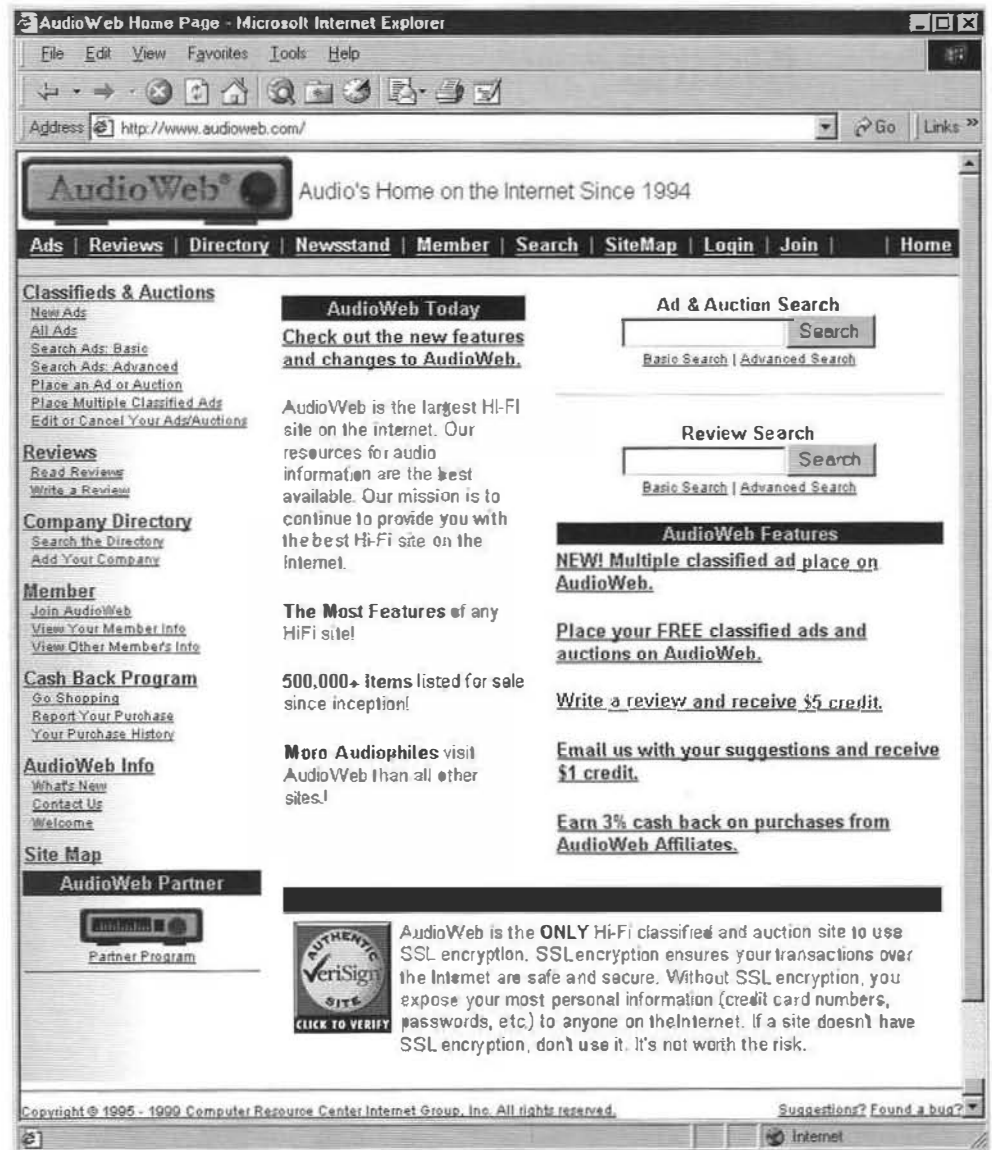 AudioWeb Home Page - Microsoft Internet Explorer
File Edit View Favorites Tools Help
Address http://www.audioweb.com/ Go Links »
AudioWeb® Audio's Home on the Internet Since 1994
Ads | Reviews | Directory | Newsstand | Member | Search | SiteMap | Login | Join | | Home
Classifieds & Auctions
New Ads
All Ads
Search Ads: Basic
Search Ads: Advanced
Place an Ad or Auction
Place Multiple Classified Ads
Edit or Cancel Your Ads/Auctions
Reviews
Read Reviews
Write a Review
Company Directory
Search the Directory
Add Your Company
Member
Join AudioWeb
View Your Member Info
View Other Member's Info
Cash Back Program
Go Shopping
Report Your Purchase
Your Purchase History
AudioWeb Info
What's New
Contact Us
Welcome
Site Map
AudioWeb Partner
Partner Program
AudioWeb Today
Check out the new features
and changes to AudioWeb.
AudioWeb is the largest HI-FI
site on the internet. Our
resources for audio
information are the best
available. Our mission is to
continue to provide you with
the best Hi-Fi site on the
Internet.
The Most Features of any
HiFi site!
500,000+ items listed for sale
since inception!
More Audiophiles visit
AudioWeb than all other
sites!
Ad & Auction Search
Search
Basic Search | Advanced Search
Review Search
Search
Basic Search | Advanced Search
AudioWeb Features
NEW! Multiple classified ad place on
AudioWeb.
Place your FREE classified ads and
auctions on AudioWeb.
Write a review and receive $5 credit.
Email us with your suggestions and receive
$1 credit.
Earn 3% cash back on purchases from
AudioWeb Affiliates.
AUTHENTIC
VeriSign
SITE
CLICK TO VERIFY
AudioWeb is the ONLY Hi-Fi classified and auction site to use
SSL encryption. SSL encryption ensures your transactions over
the Internet are safe and secure. Without SSL encryption, you
expose your most personal information (credit card numbers,
passwords, etc.) to anyone on the Internet. If a site doesn't have
SSL encryption, don't use it. It's not worth the risk.
Copyright © 1995 - 1999 Computer Resource Center Internet Group, Inc. All rights reserved. Suggestions? Found a bug?
Internet